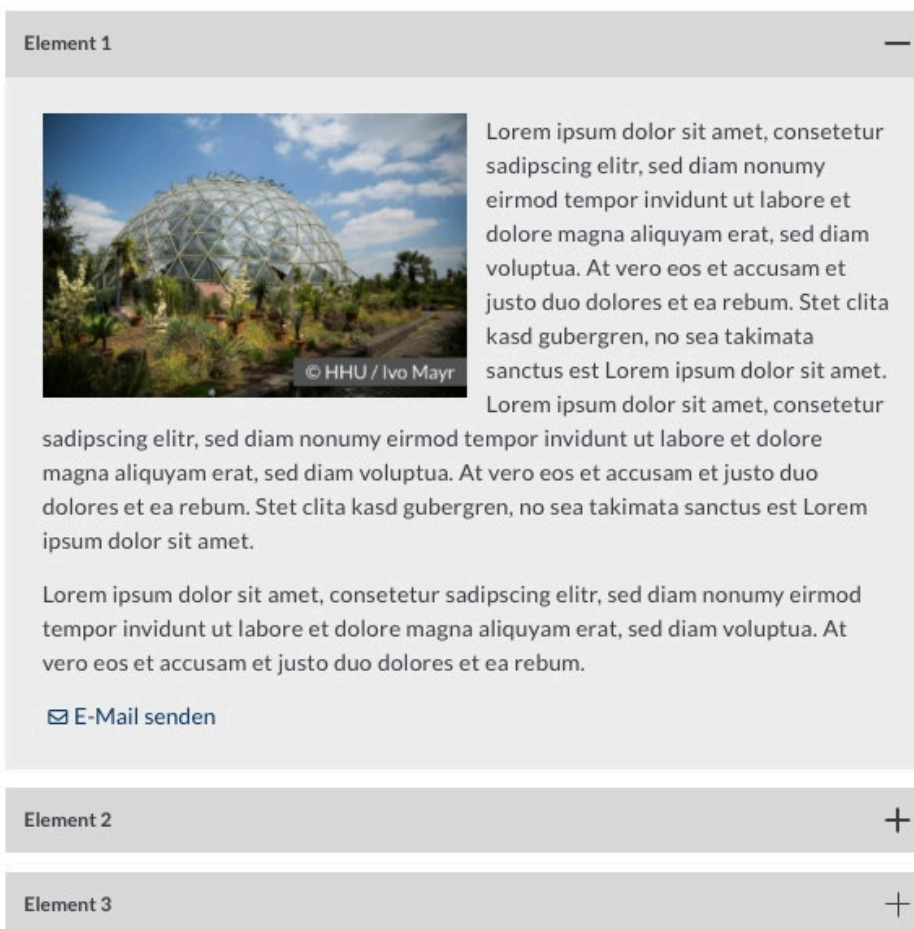 Element 1
Lorem ipsum dolor sit amet, consetetur
sadipscing elitr, sed diam nonumy
eirmod tempor invidunt ut labore et
dolore magna aliquyam erat, sed diam
voluptua. At vero eos et accusam et
justo duo dolores et ea rebum. Stet clita
kasd gubergren, no sea takimata
sanctus est Lorem ipsum dolor sit amet.
© HHU / Ivo Mayr
Lorem ipsum dolor sit amet, consetetur
sadipscing elitr, sed diam nonumy eirmod tempor invidunt ut labore et dolore
magna aliquyam erat, sed diam voluptua. At vero eos et accusam et justo duo
dolores et ea rebum. Stet clita kasd gubergren, no sea takimata sanctus est Lorem
ipsum dolor sit amet.
Lorem ipsum dolor sit amet, consetetur sadipscing elitr, sed diam nonumy eirmod
tempor invidunt ut labore et dolore magna aliquyam erat, sed diam voluptua. At
vero eos et accusam et justo duo dolores et ea rebum.
E-Mail senden
Element 2
Element 3